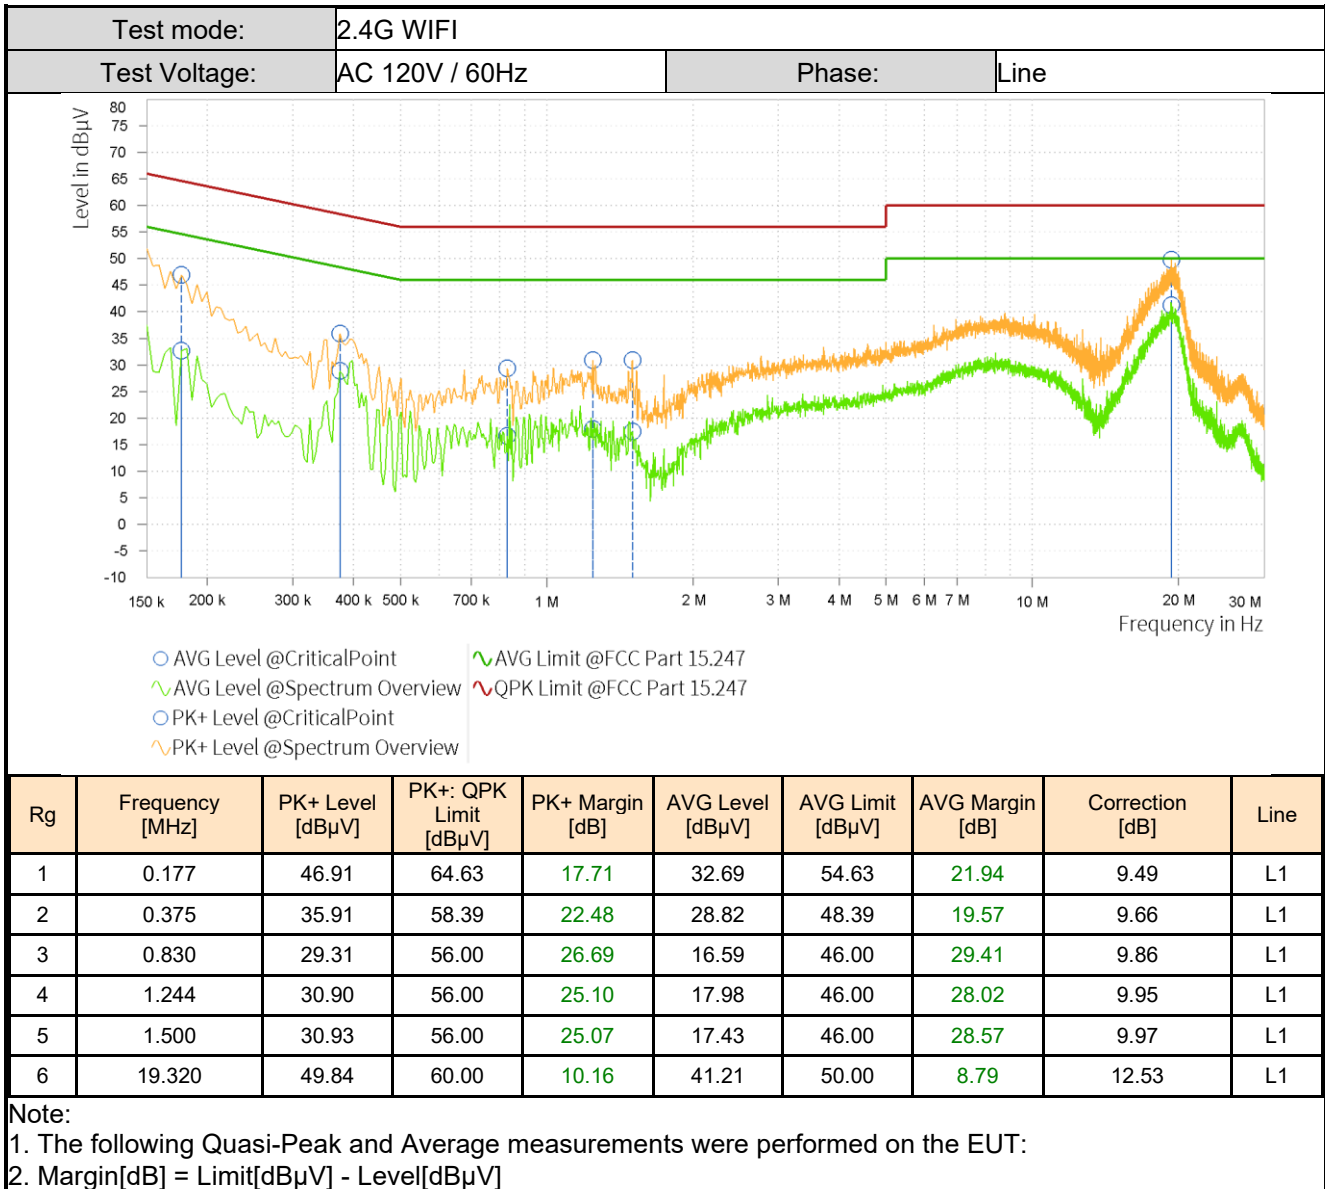 Test mode: 2.4G WIFI
Test Voltage: AC 120V / 60Hz Phase: Line
Level in dBµV
80
75
70
65
60
55
50
45
40
35
30
25
20
15
10
5
0
-5
-10
150 k 200 k 300 k 400 k 500 k 700 k 1 M 2 M 3 M 4 M 5 M 6 M 7 M 10 M 20 M 30 M
Frequency in Hz
AVG Level @CriticalPoint AVG Limit @FCC Part 15.247
AVG Level @Spectrum Overview QPK Limit @FCC Part 15.247
PK+ Level @CriticalPoint
PK+ Level @Spectrum Overview
Rg Frequency [MHz] PK+ Level [dBµV] PK+: QPK Limit [dBµV] PK+ Margin [dB] AVG Level [dBµV] AVG Limit [dBµV] AVG Margin [dB] Correction [dB] Line
1 0.177 46.91 64.63 17.71 32.69 54.63 21.94 9.49 L1
2 0.375 35.91 58.39 22.48 28.82 48.39 19.57 9.66 L1
3 0.830 29.31 56.00 26.69 16.59 46.00 29.41 9.86 L1
4 1.244 30.90 56.00 25.10 17.98 46.00 28.02 9.95 L1
5 1.500 30.93 56.00 25.07 17.43 46.00 28.57 9.97 L1
6 19.320 49.84 60.00 10.16 41.21 50.00 8.79 12.53 L1
Note:
1. The following Quasi-Peak and Average measurements were performed on the EUT:
2. Margin[dB] = Limit[dBµV] - Level[dBµV]